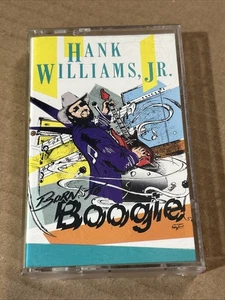 HANK
WILLIAMS, JR.
BORN TO
Boogie